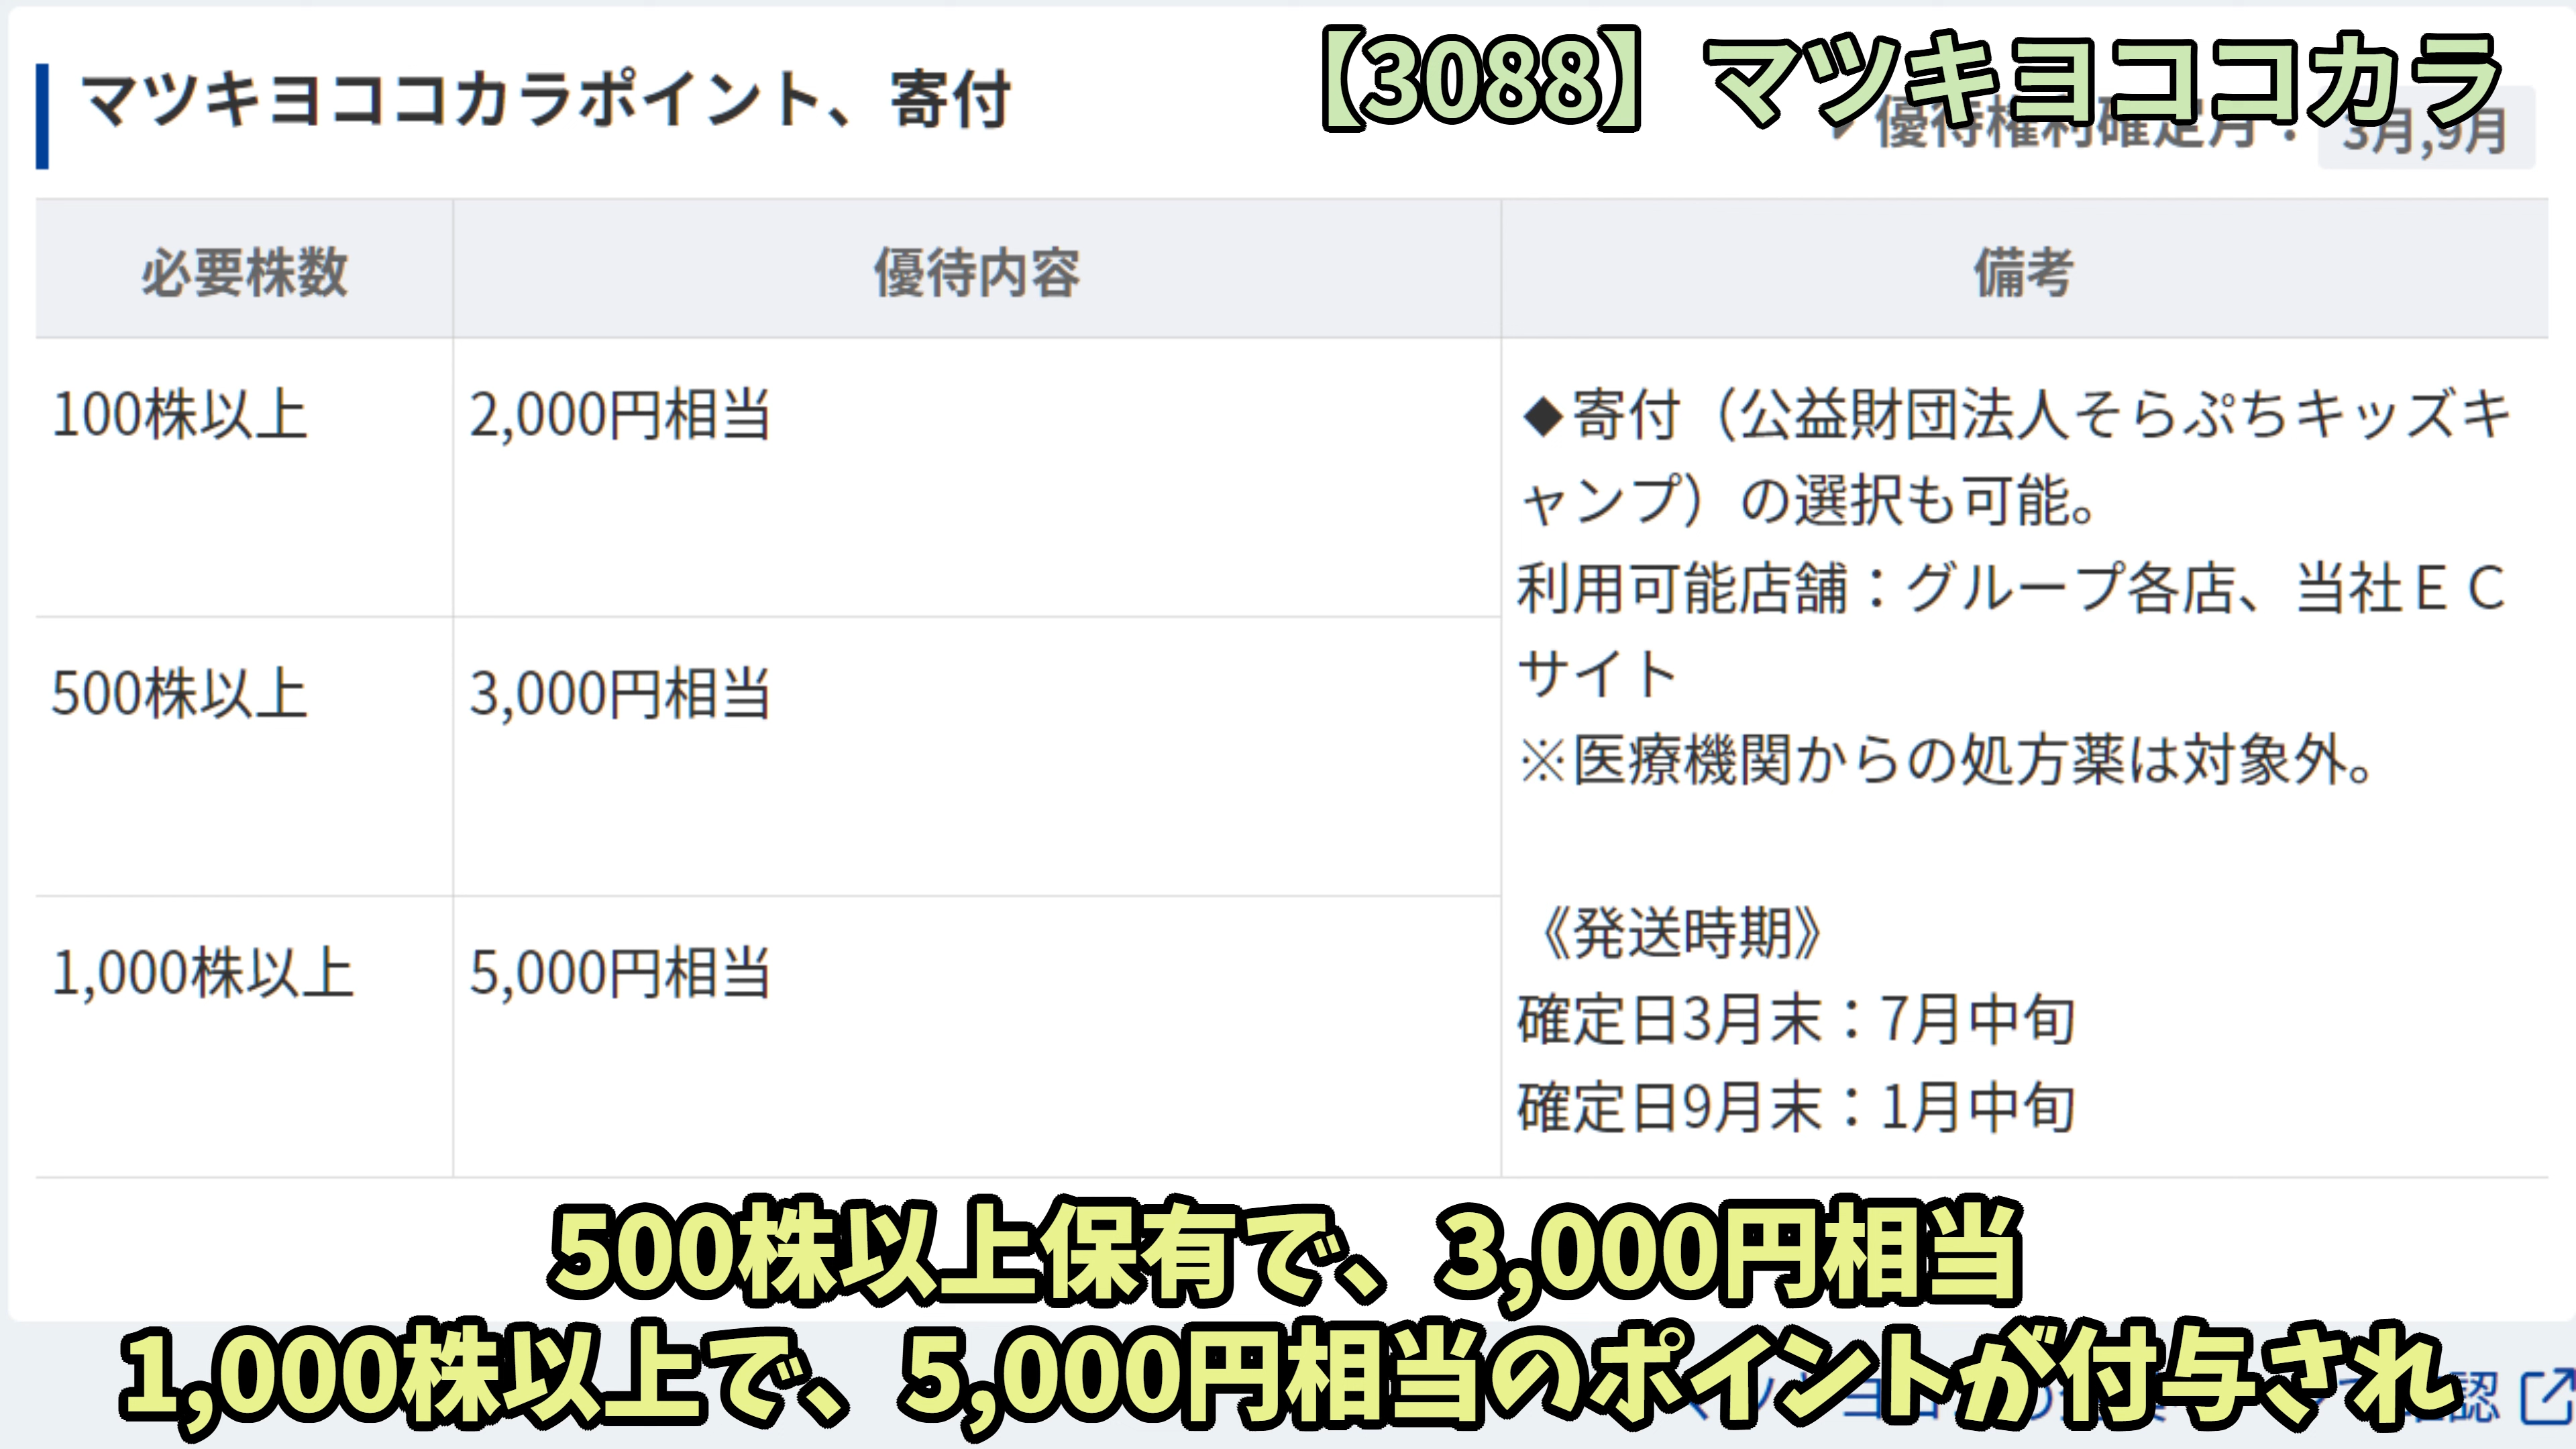 【3088】マツキヨココカラ
マツキヨココカラポイント、寄付
優待権利確定月： 3月,9月
必要株数 優待内容 備考
100株以上 2,000円相当
500株以上 3,000円相当
1,000株以上 5,000円相当
◆寄付（公益財団法人そらぷちキッズキ
ャンプ）の選択も可能。
利用可能店舗：グループ各店、当社ＥＣ
サイト
※医療機関からの処方薬は対象外。
《発送時期》
確定日3月末：7月中旬
確定日9月末：1月中旬
500株以上保有で、3,000円相当
1,000株以上で、5,000円相当のポイントが付与され